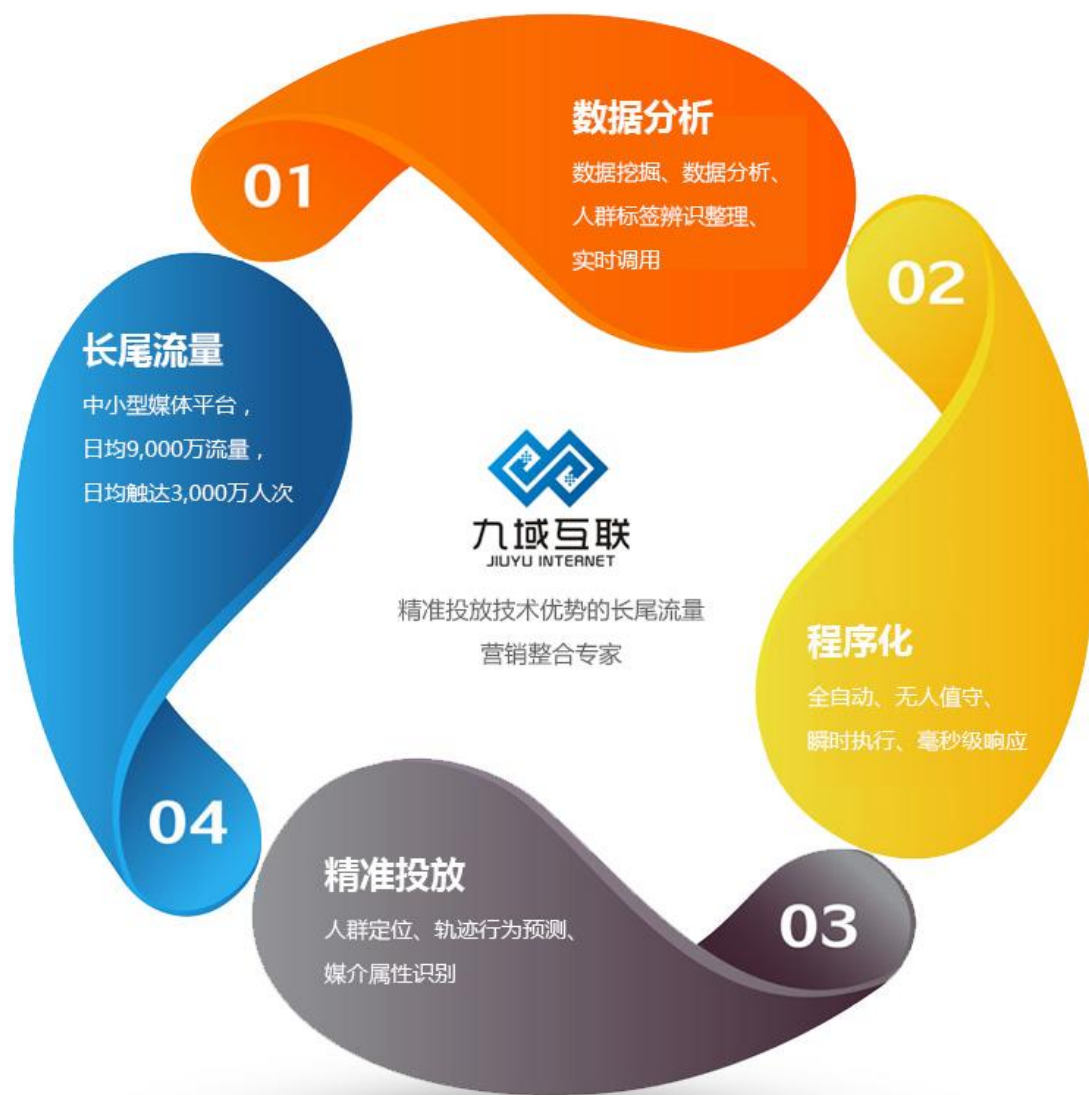 01
数据分析
数据挖掘、数据分析、
人群标签辨识整理、
实时调用
02
程序化
全自动、无人值守、
瞬时执行、毫秒级响应
03
精准投放
人群定位、轨迹行为预测、
媒介属性识别
04
长尾流量
中小型媒体平台，
日均9,000万流量，
日均触达3,000万人次
九域互联
JIUYU INTERNET
精准投放技术优势的长尾流量
营销整合专家